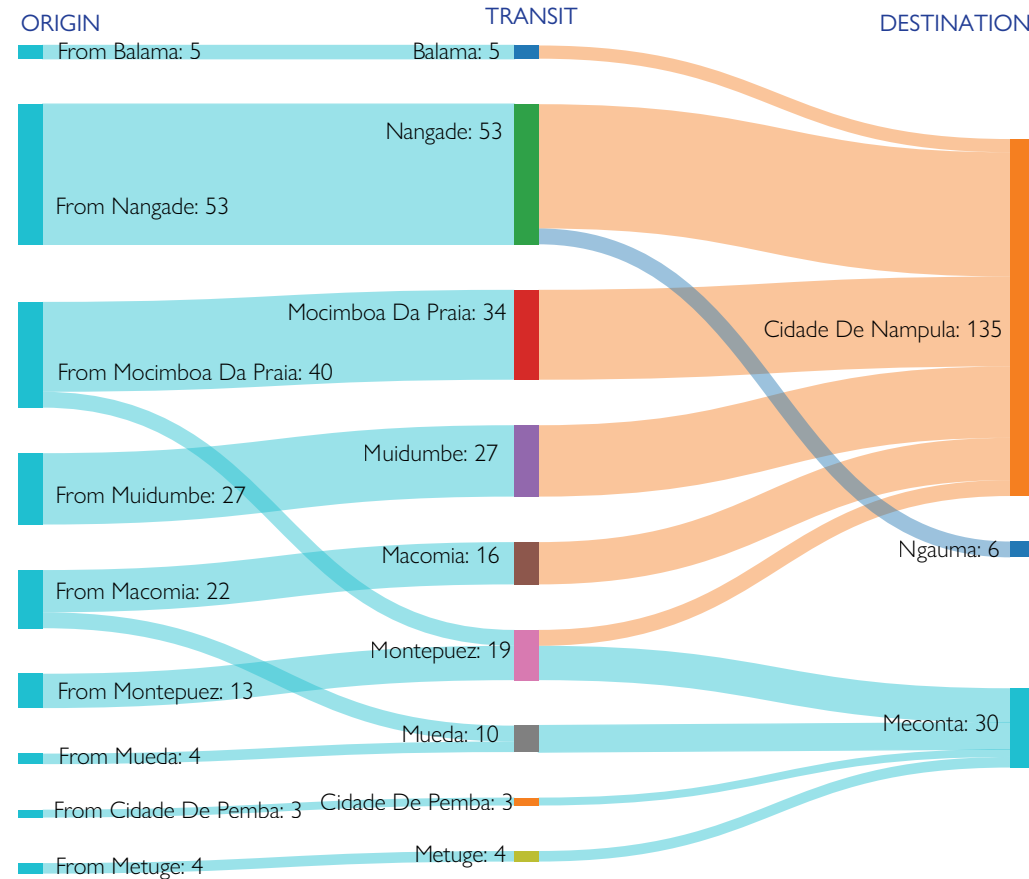 ORIGIN
TRANSIT
DESTINATION
From Balama: 5
Balama: 5
Nangade: 53
From Nangade: 53
Mocimboa Da Praia: 34
Cidade De Nampula: 135
From Mocimboa Da Praia: 40
Muidumbe: 27
From Muidumbe: 27
Macomia: 16
Ngauma: 6
From Macomia: 22
Montepuez: 19
From Montepuez: 13
Meconta: 30
Mueda: 10
From Mueda: 4
Cidade De Pemba: 3
From Cidade De Pemba: 3
Metuge: 4
From Metuge: 4